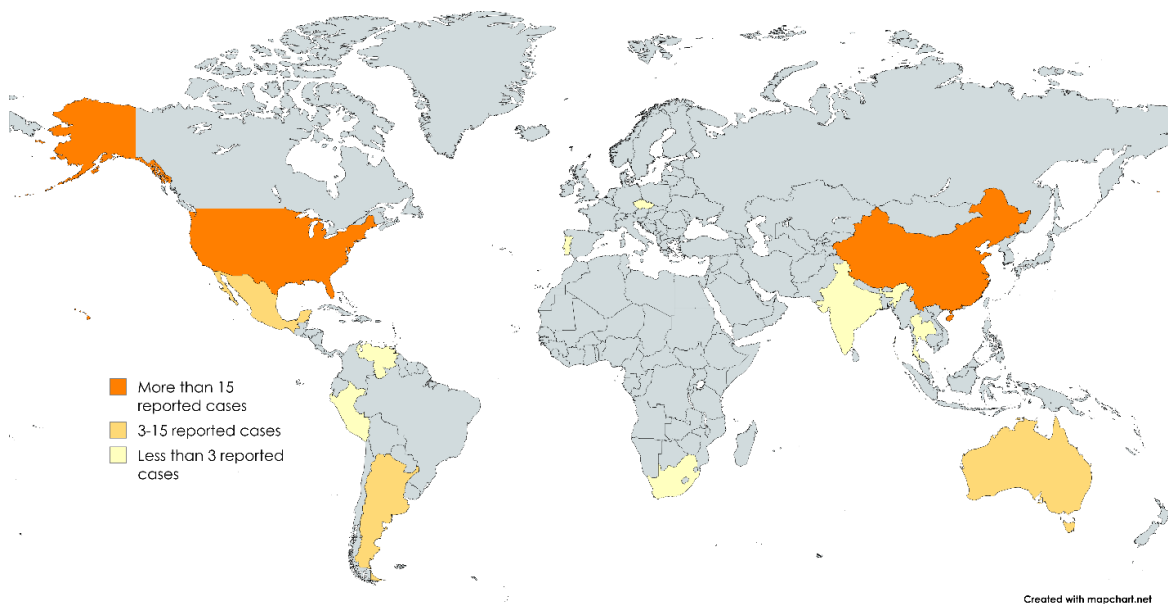 More than 15
reported cases
3-15 reported cases
Less than 3 reported
cases
Created with mapchart.net